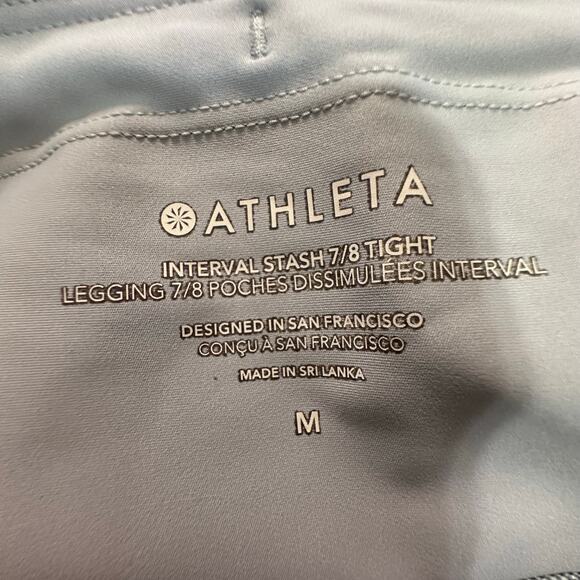 ATHLETA
INTERVAL STASH 7/8 TIGHT
LEGGING 7/8 POCHES DISSIMULÉES INTERVAL
DESIGNED IN SAN FRANCISCO
CONÇU À SAN FRANCISCO
MADE IN SRI LANKA
M